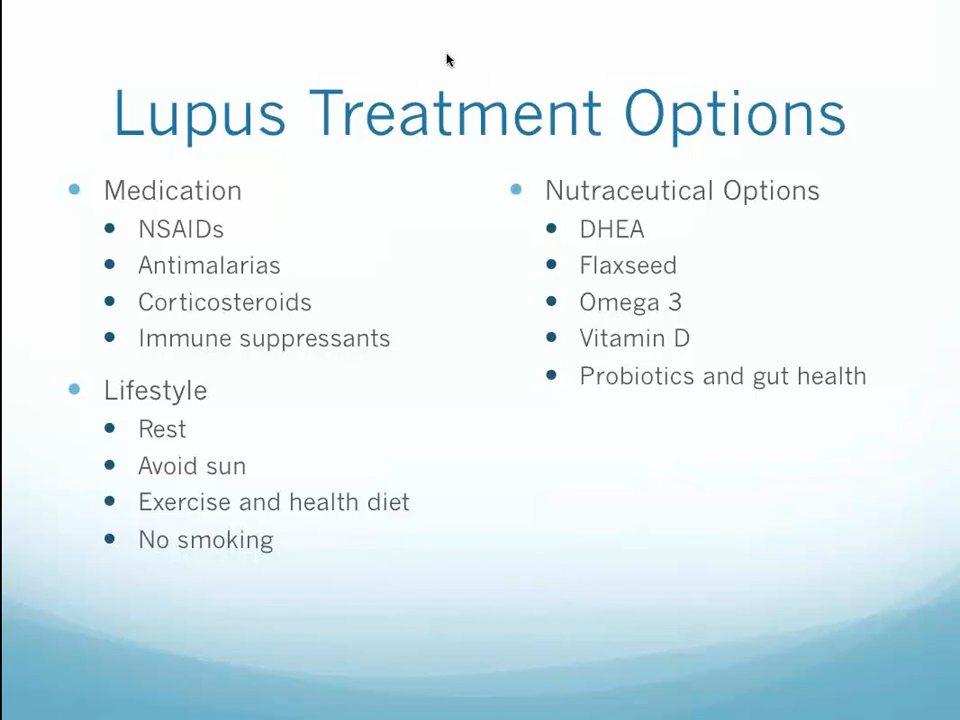 Lupus Treatment Options
Medication
NSAIDs
Antimalarias
Corticosteroids
Immune suppressants
Lifestyle
Rest
Avoid sun
Exercise and health diet
No smoking
Nutraceutical Options
DHEA
Flaxseed
Omega 3
Vitamin D
Probiotics and gut health